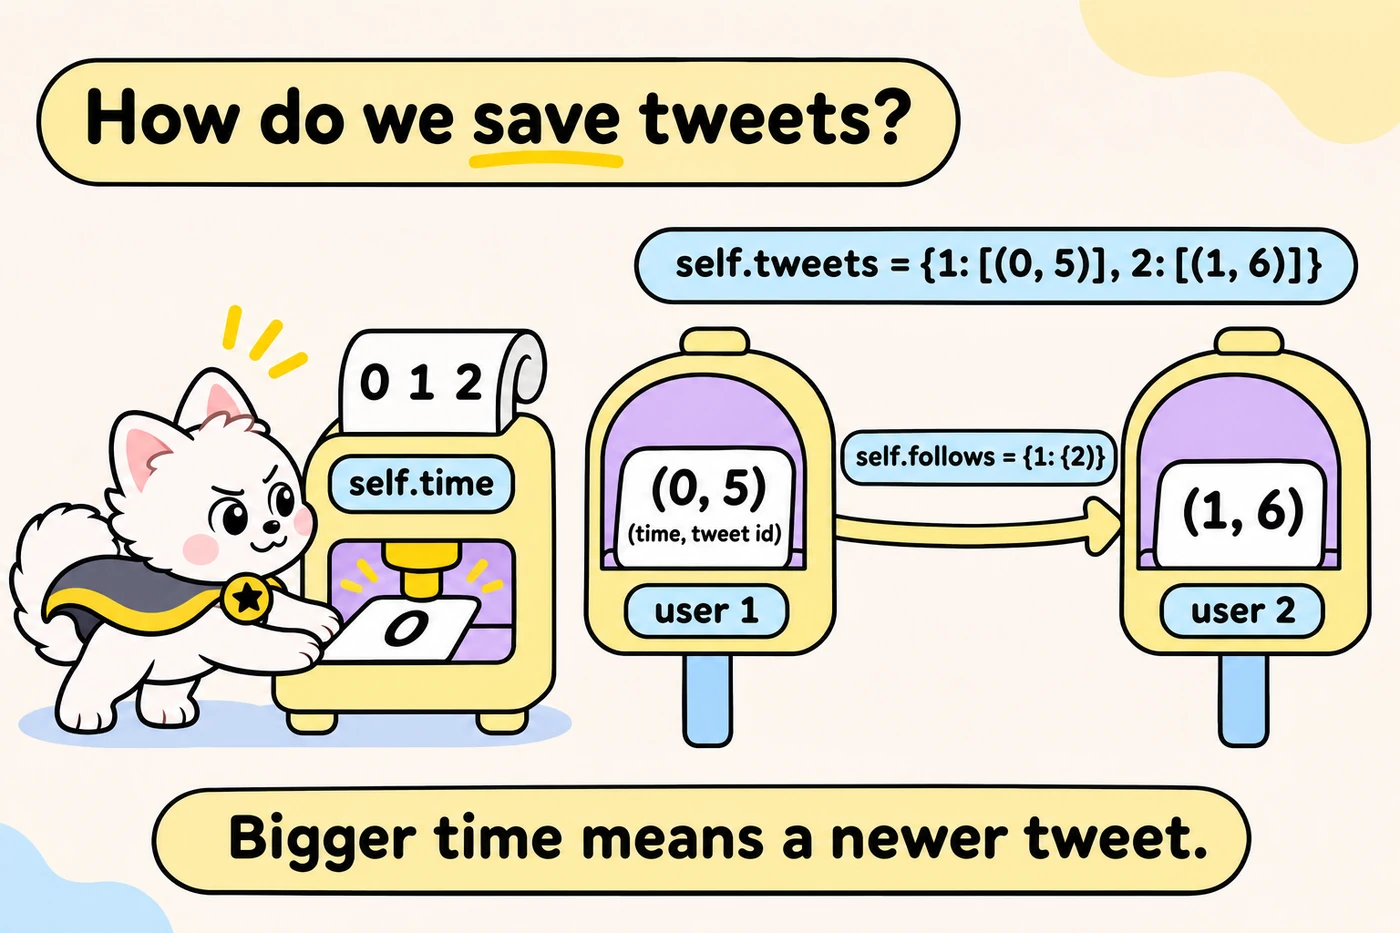 How do we save tweets?
self.tweets = {1: [(0, 5)], 2: [(1, 6)]}
0 1 2
self.time
0
(0, 5)
(time, tweet id)
user 1
self.follows = {1: {2)}
(1, 6)
user 2
Bigger time means a newer tweet.